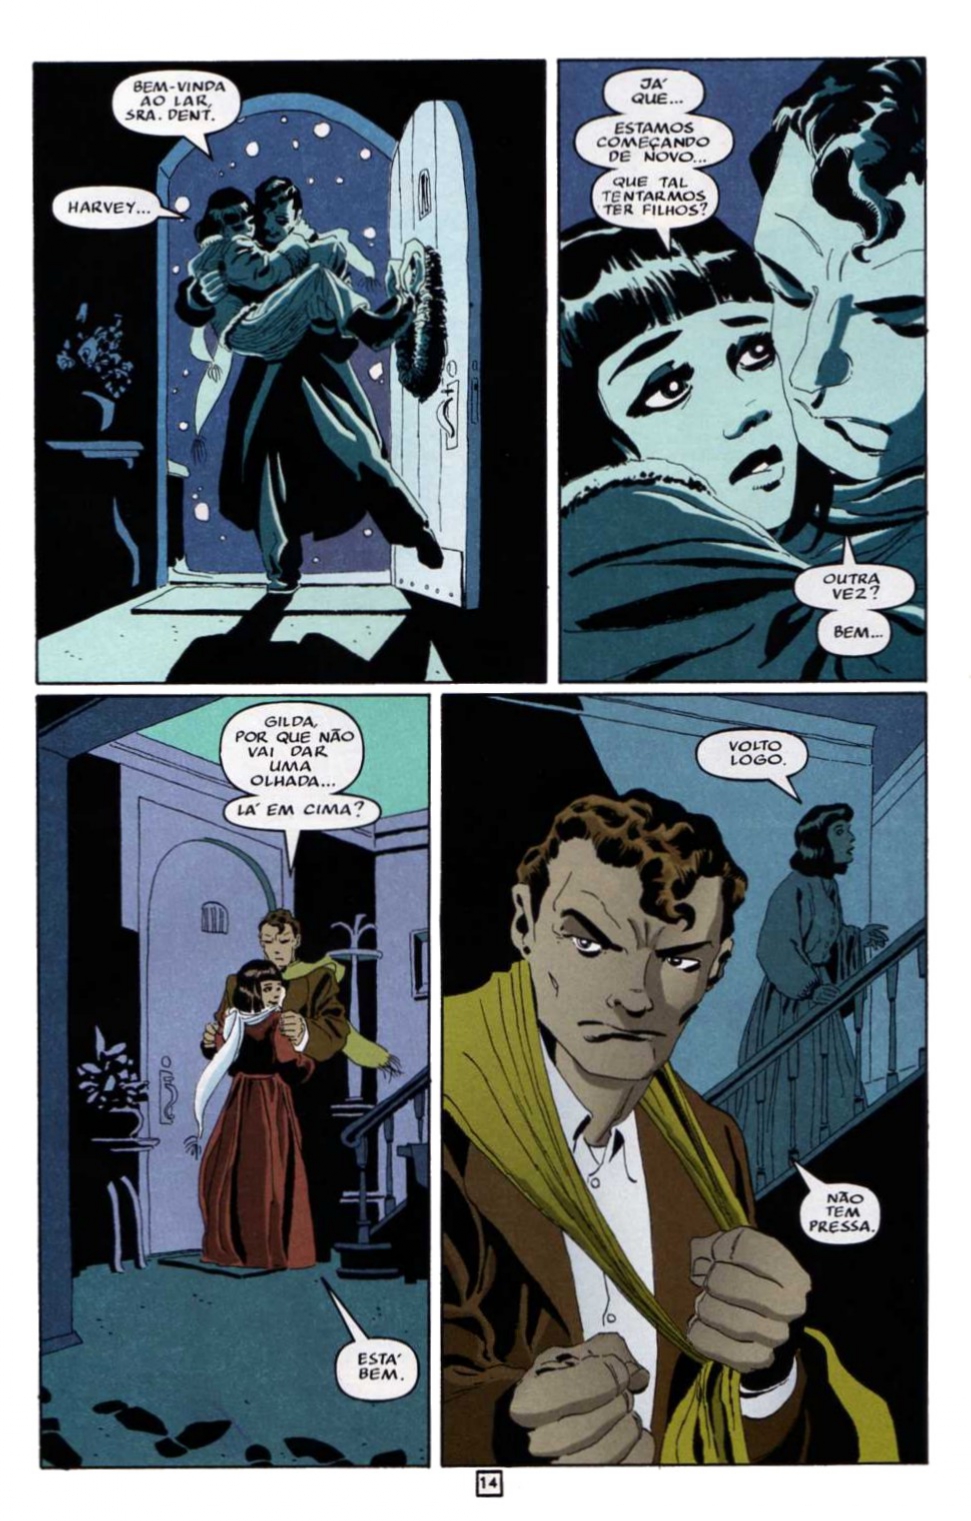 BEM-VINDA
AO LAR,
SRA. DENT.
HARVEY...
JÁ
QUE...
ESTAMOS
COMEÇANDO
DE NOVO...
QUE TAL
TENTARMOS
TER FILHOS?
OUTRA
VEZ?
BEM...
GILDA,
POR QUE NÃO
VAI DAR
UMA
OLHADA...
LÁ EM CIMA?
ESTÁ
BEM.
VOLTO
LOGO.
NÃO
TEM
PRESSA.
14